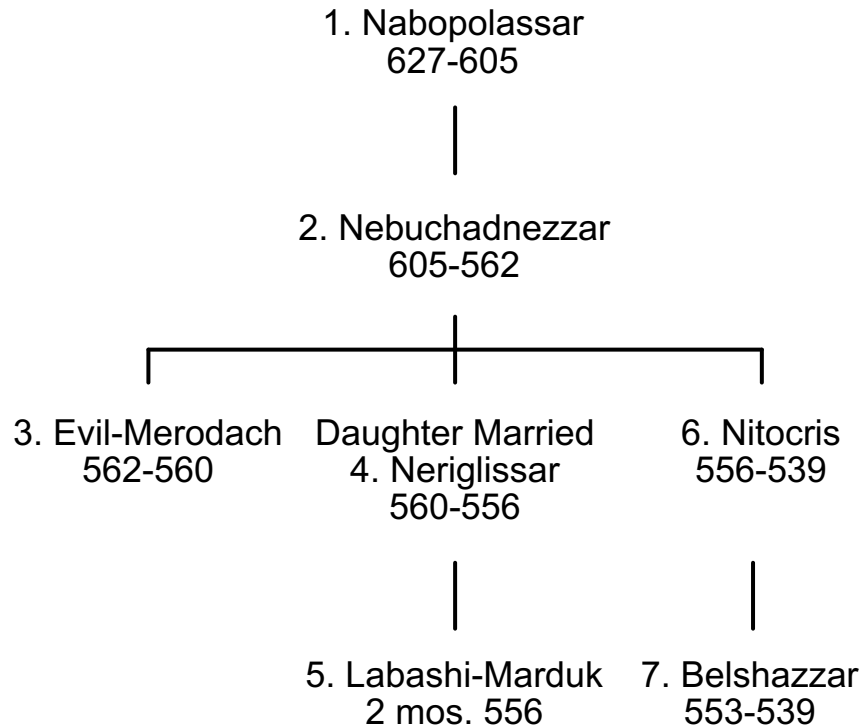 1. Nabopolassar
627-605
2. Nebuchadnezzar
605-562
3. Evil-Merodach
562-560
Daughter Married
4. Neriglissar
560-556
6. Nitocris
556-539
5. Labashi-Marduk
2 mos. 556
7. Belshazzar
553-539